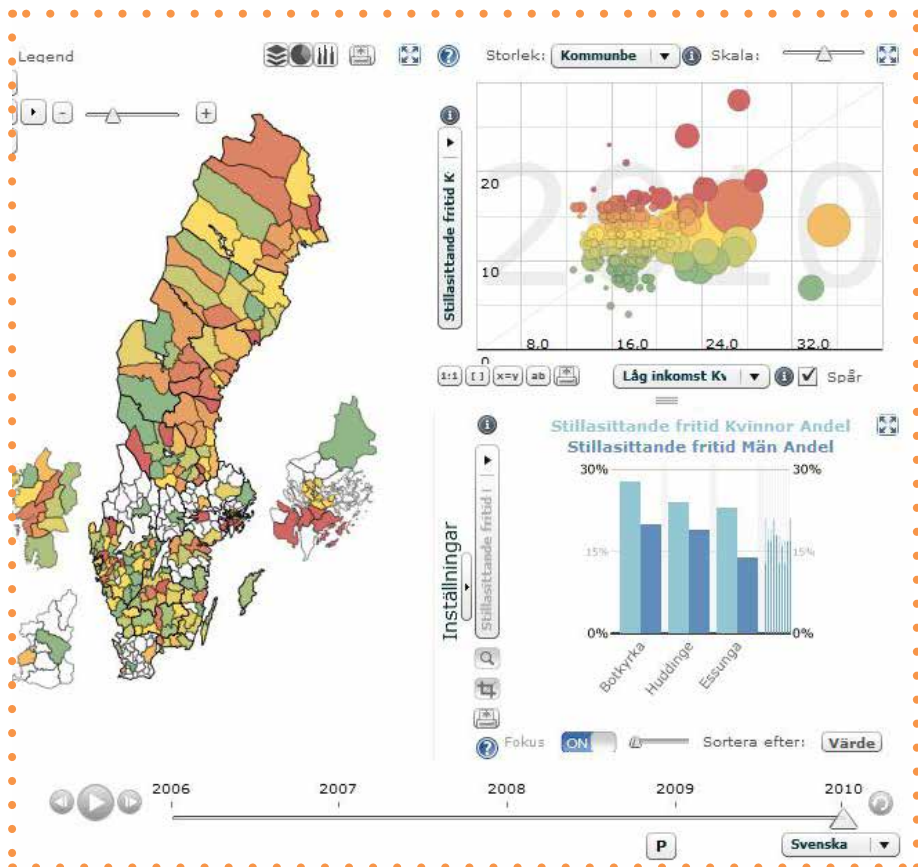 Legend
Storlek: Kommunbe
Skala:
2010
Stillasittande fritid K
20
10
0
8.0 16.0 24.0 32.0
1:1 [ ] x=y ab
Låg inkomst Kv
Spår
Stillasittande fritid Kvinnor Andel
Stillasittande fritid Män Andel
Inställningar
Stillasittande fritid I
30% 30%
15% 15%
0% 0%
Botkyrka Huddinge Essunga
Fokus ON
Sortera efter: Värde
2006 2007 2008 2009 2010
P
Svenska